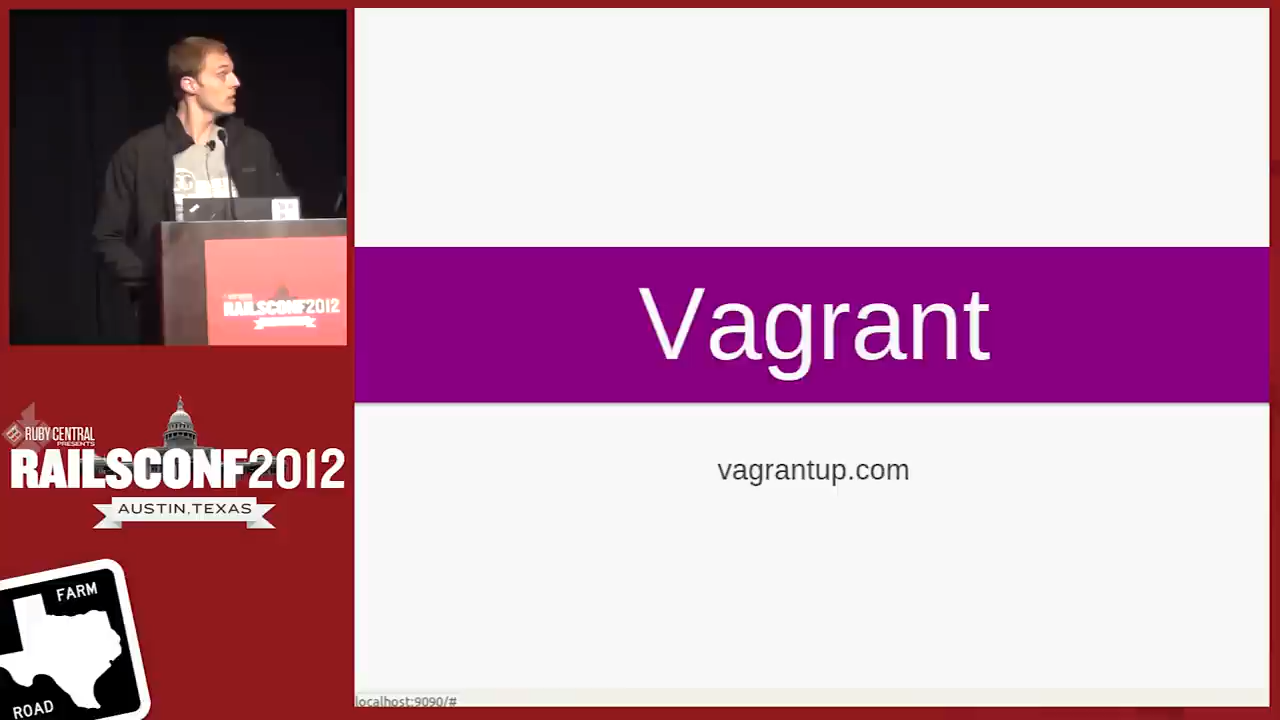 RAILSCONF2012
RUBY CENTRAL
PRESENTS
RAILSCONF2012
AUSTIN, TEXAS
FARM
ROAD
Vagrant
vagrantup.com
localhost:9090/#